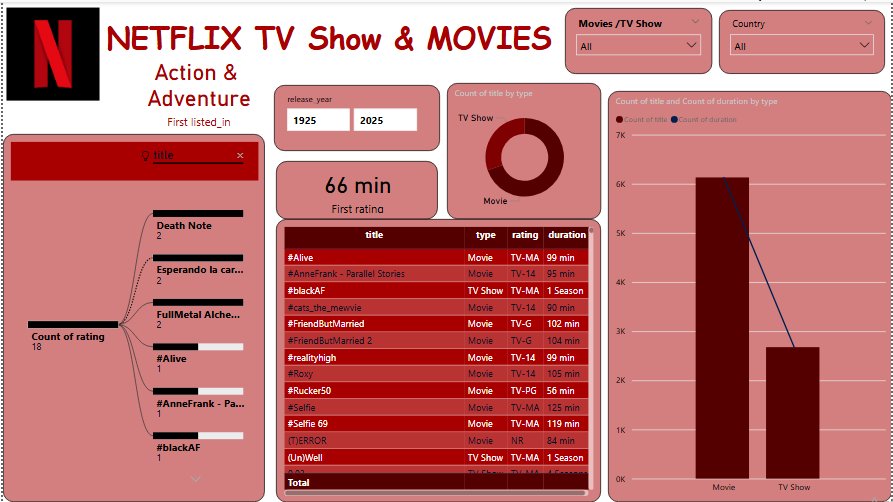 N
NETFLIX TV Show & MOVIES
Movies /TV Show
All
Country
All
Action &
Adventure
First listed_in
release_year
1925 2025
66 min
First rating
Count of title by type
TV Show
Movie
Count of title and Count of duration by type
Count of title Count of duration
7K
6K
5K
4K
3K
2K
1K
0K
Movie TV Show
title
Count of rating
18
Death Note
2
Esperando la car...
2
FullMetal Alche...
2
#Alive
1
#AnneFrank - Pa...
1
#blackAF
1
title type rating duration
#Alive Movie TV-MA 99 min
#AnneFrank - Parallel Stories Movie TV-14 95 min
#blackAF TV Show TV-MA 1 Season
#cats_the_mewvie Movie TV-14 90 min
#FriendButMarried Movie TV-G 102 min
#FriendButMarried 2 Movie TV-G 104 min
#realityhigh Movie TV-14 99 min
#Roxy Movie TV-14 105 min
#Rucker50 Movie TV-PG 56 min
#Selfie Movie TV-MA 125 min
#Selfie 69 Movie TV-MA 119 min
(T)ERROR Movie NR 84 min
(Un)Well TV Show TV-MA 1 Season
TV Show TV-MA
Total